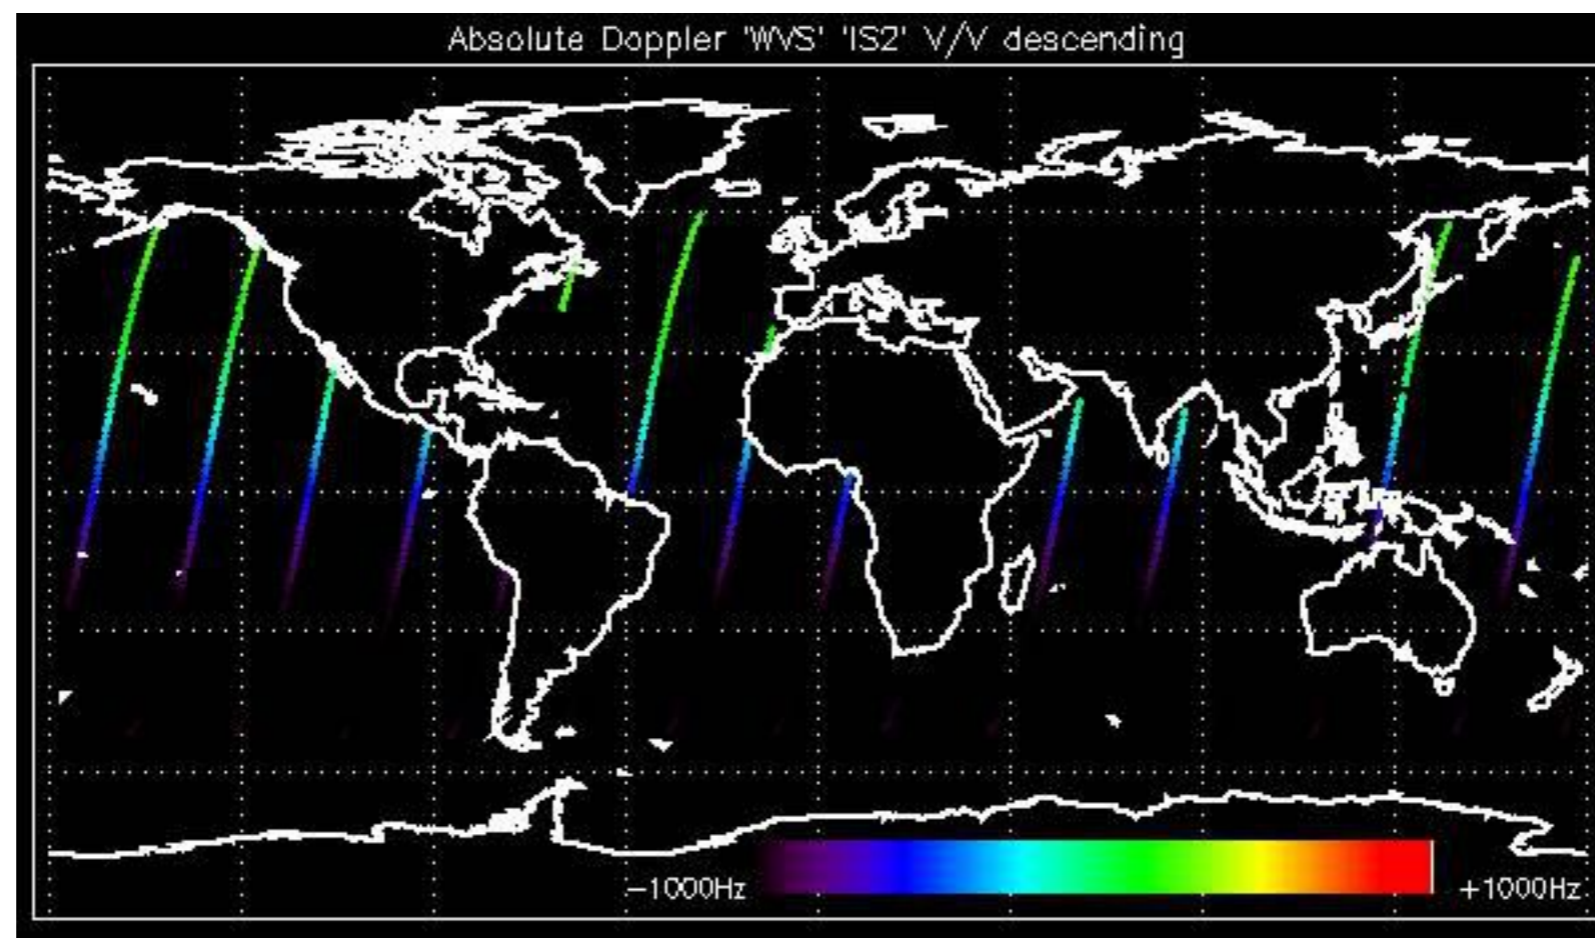 Absolute Doppler 'WVS' 'IS2' V/V descending
−1000Hz +1000Hz